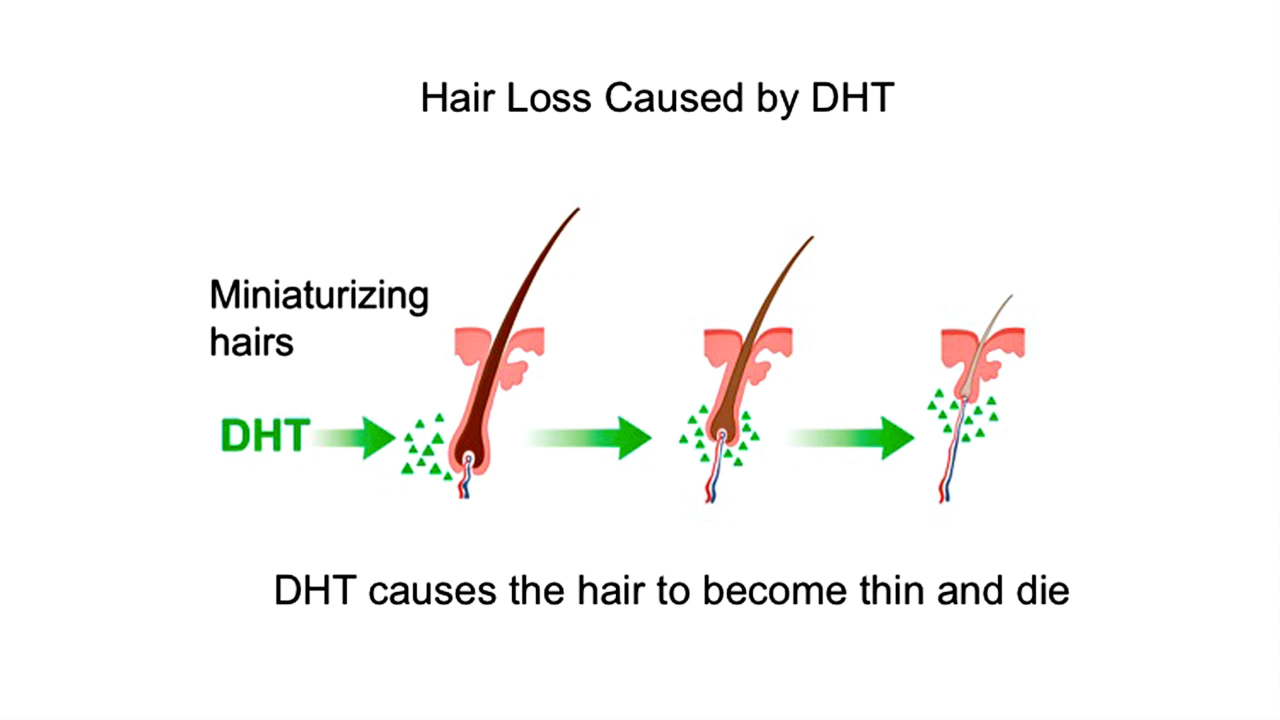 Hair Loss Caused by DHT
Miniaturizing
hairs
DHT
DHT causes the hair to become thin and die